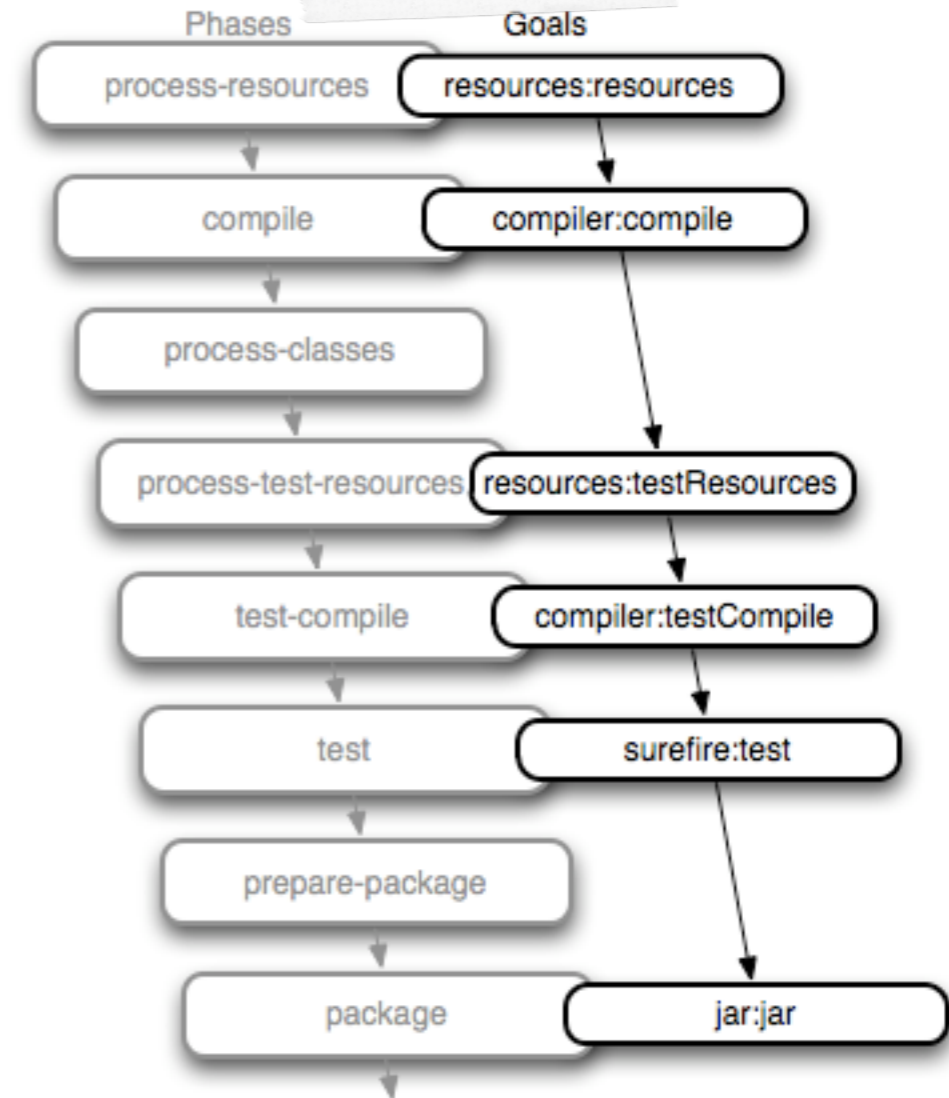 Phases Goals
process-resources resources:resources
compile compiler:compile
process-classes
process-test-resources resources:testResources
test-compile compiler:testCompile
test surefire:test
prepare-package
package jar:jar